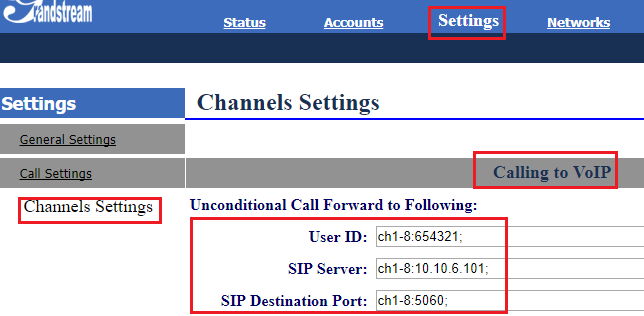 Grandstream
Status Accounts Settings Networks
Settings
Channels Settings
General Settings
Call Settings
Calling to VoIP
Channels Settings
Unconditional Call Forward to Following:
User ID: ch1-8:654321;
SIP Server: ch1-8:10.10.6.101;
SIP Destination Port: ch1-8:5060;